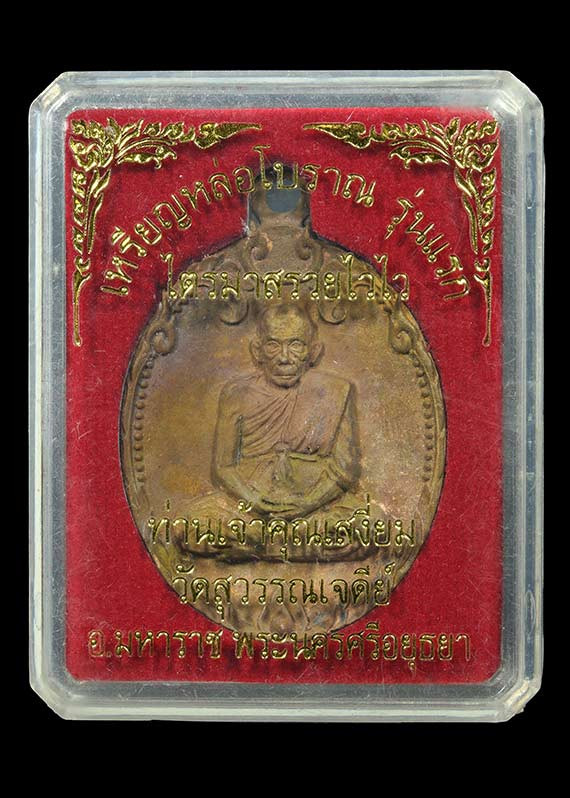 เหรียญหล่อโบราณ รุ่นแรก
ไตรมาสรวยไวไว
ท่านเจ้าคุณเสงี่ยม
วัดสุวรรณเจดีย์
อ.มหาราช พระนครศรีอยุธยา